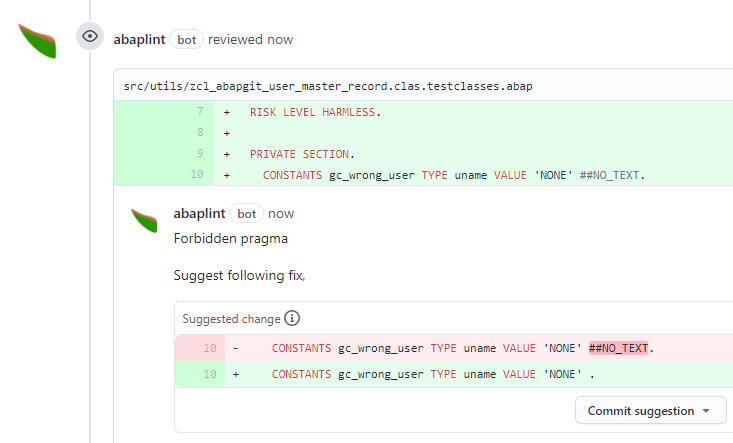 abaplint bot reviewed now
src/utils/zcl_abapgit_user_master_record.clas.testclasses.abap
7 + RISK LEVEL HARMLESS.
8 +
9 + PRIVATE SECTION.
10 + CONSTANTS gc_wrong_user TYPE uname VALUE 'NONE' ##NO_TEXT.
abaplint bot now
Forbidden pragma
Suggest following fix,
Suggested change
10 - CONSTANTS gc_wrong_user TYPE uname VALUE 'NONE' ##NO_TEXT.
10 + CONSTANTS gc_wrong_user TYPE uname VALUE 'NONE' .
Commit suggestion